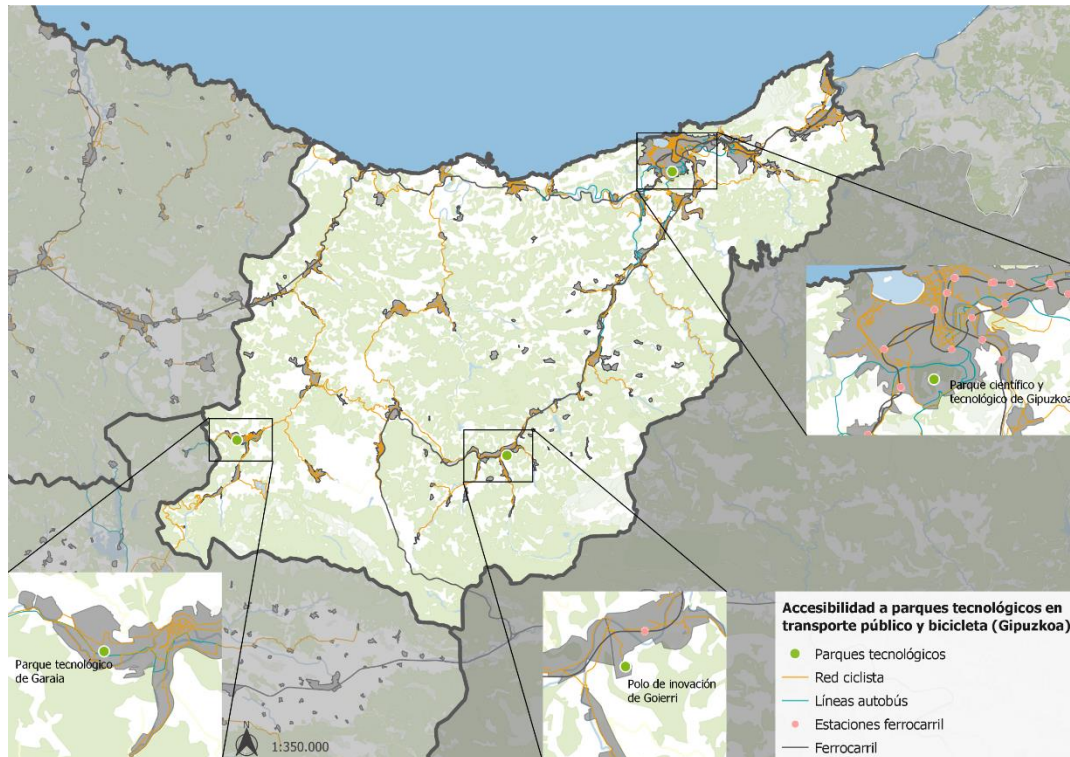 Parque científico y
tecnológico de Gipuzkoa
Parque tecnológico
de Garaia
Polo de inovación
de Goierri
N
1:350.000
Accesibilidad a parques tecnológicos en
transporte público y bicicleta (Gipuzkoa)
Parques tecnológicos
Red ciclista
Líneas autobús
Estaciones ferrocarril
Ferrocarril